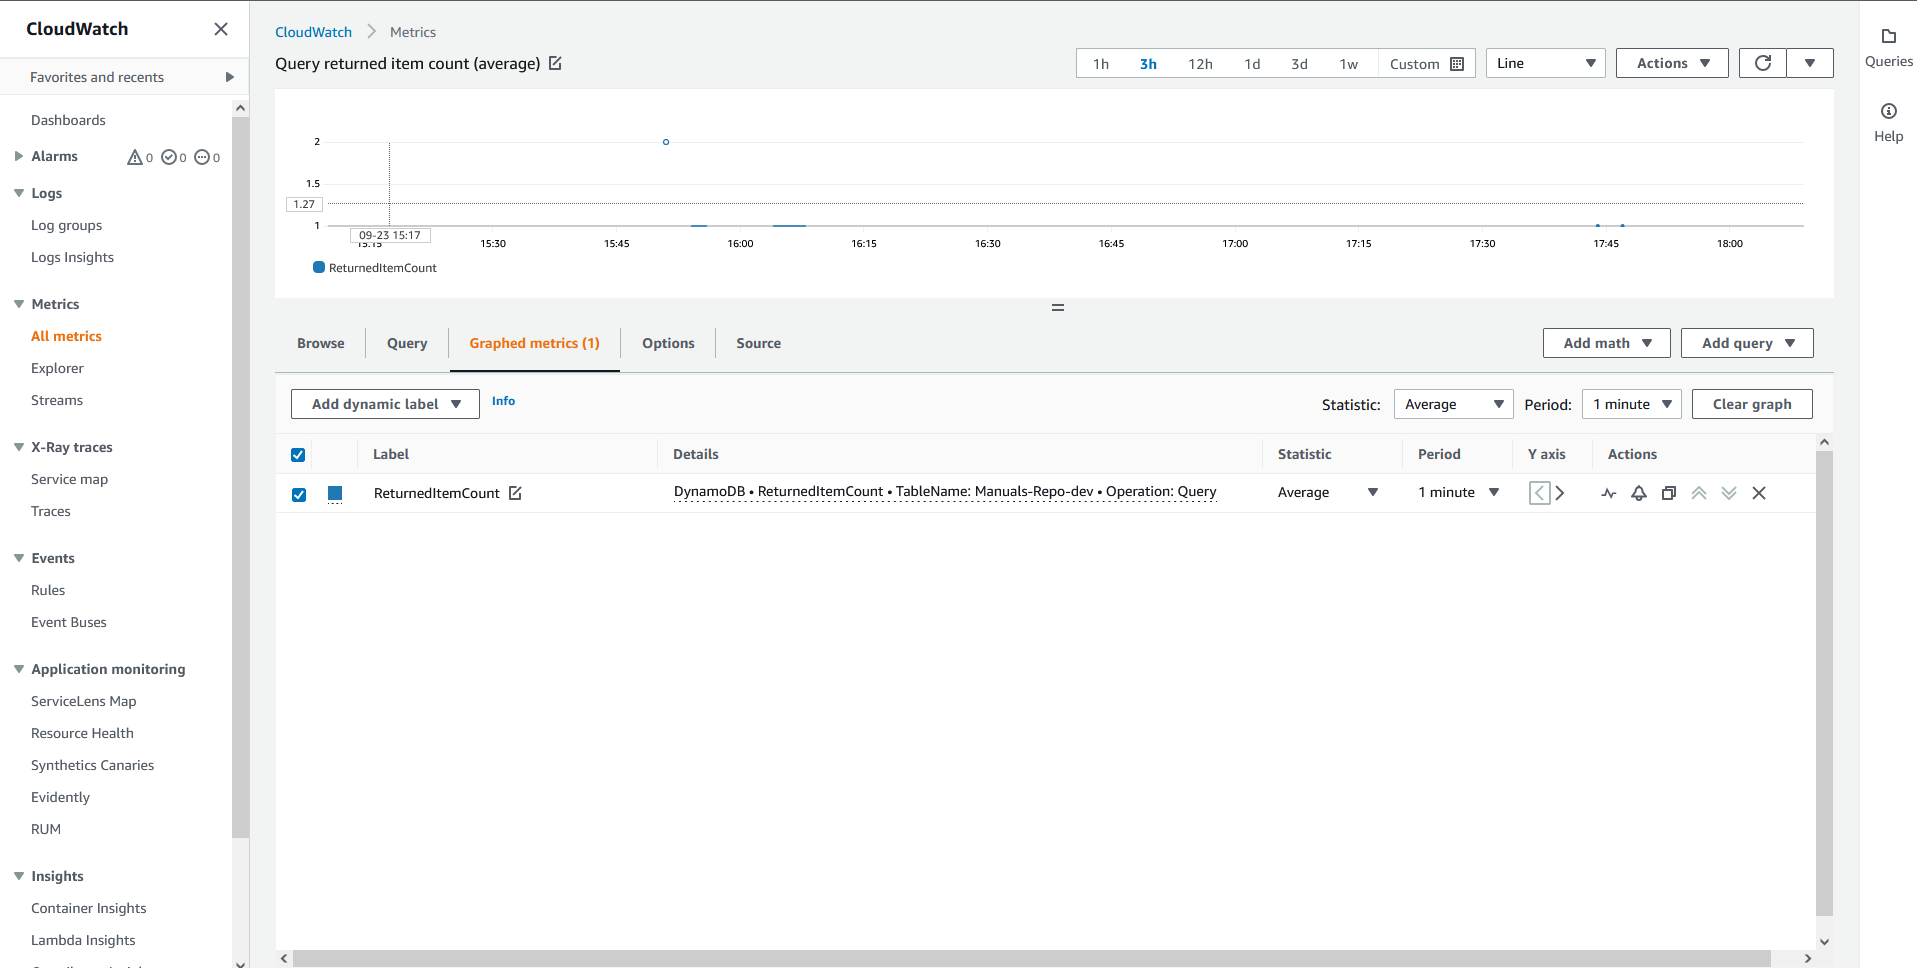 CloudWatch
Favorites and recents
Dashboards
Alarms 0 0 0
Logs
Log groups
Logs Insights
Metrics
All metrics
Explorer
Streams
X-Ray traces
Service map
Traces
Events
Rules
Event Buses
Application monitoring
ServiceLens Map
Resource Health
Synthetics Canaries
Evidently
RUM
Insights
Container Insights
Lambda Insights
CloudWatch Metrics
Query returned item count (average)
1h 3h 12h 1d 3d 1w Custom Line Actions
2
1.5
1.27
1
09-23 15:17
15:15 15:30 15:45 16:00 16:15 16:30 16:45 17:00 17:15 17:30 17:45 18:00
ReturnedItemCount
Browse Query Graphed metrics (1) Options Source Add math Add query
Add dynamic label Info Statistic: Average Period: 1 minute Clear graph
Label Details Statistic Period Y axis Actions
ReturnedItemCount DynamoDB • ReturnedItemCount • TableName: Manuals-Repo-dev • Operation: Query Average 1 minute
Queries
Help